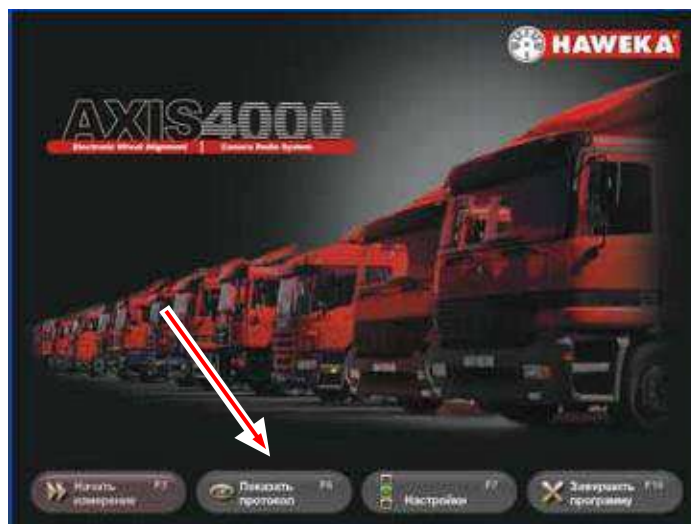 HAWEKA
AXIS4000
Electronic Wheel Alignment | Camera Radio System
Начать F3
измерение
Показать F6
протокол
F7
Настройки
Завершить F10
программу